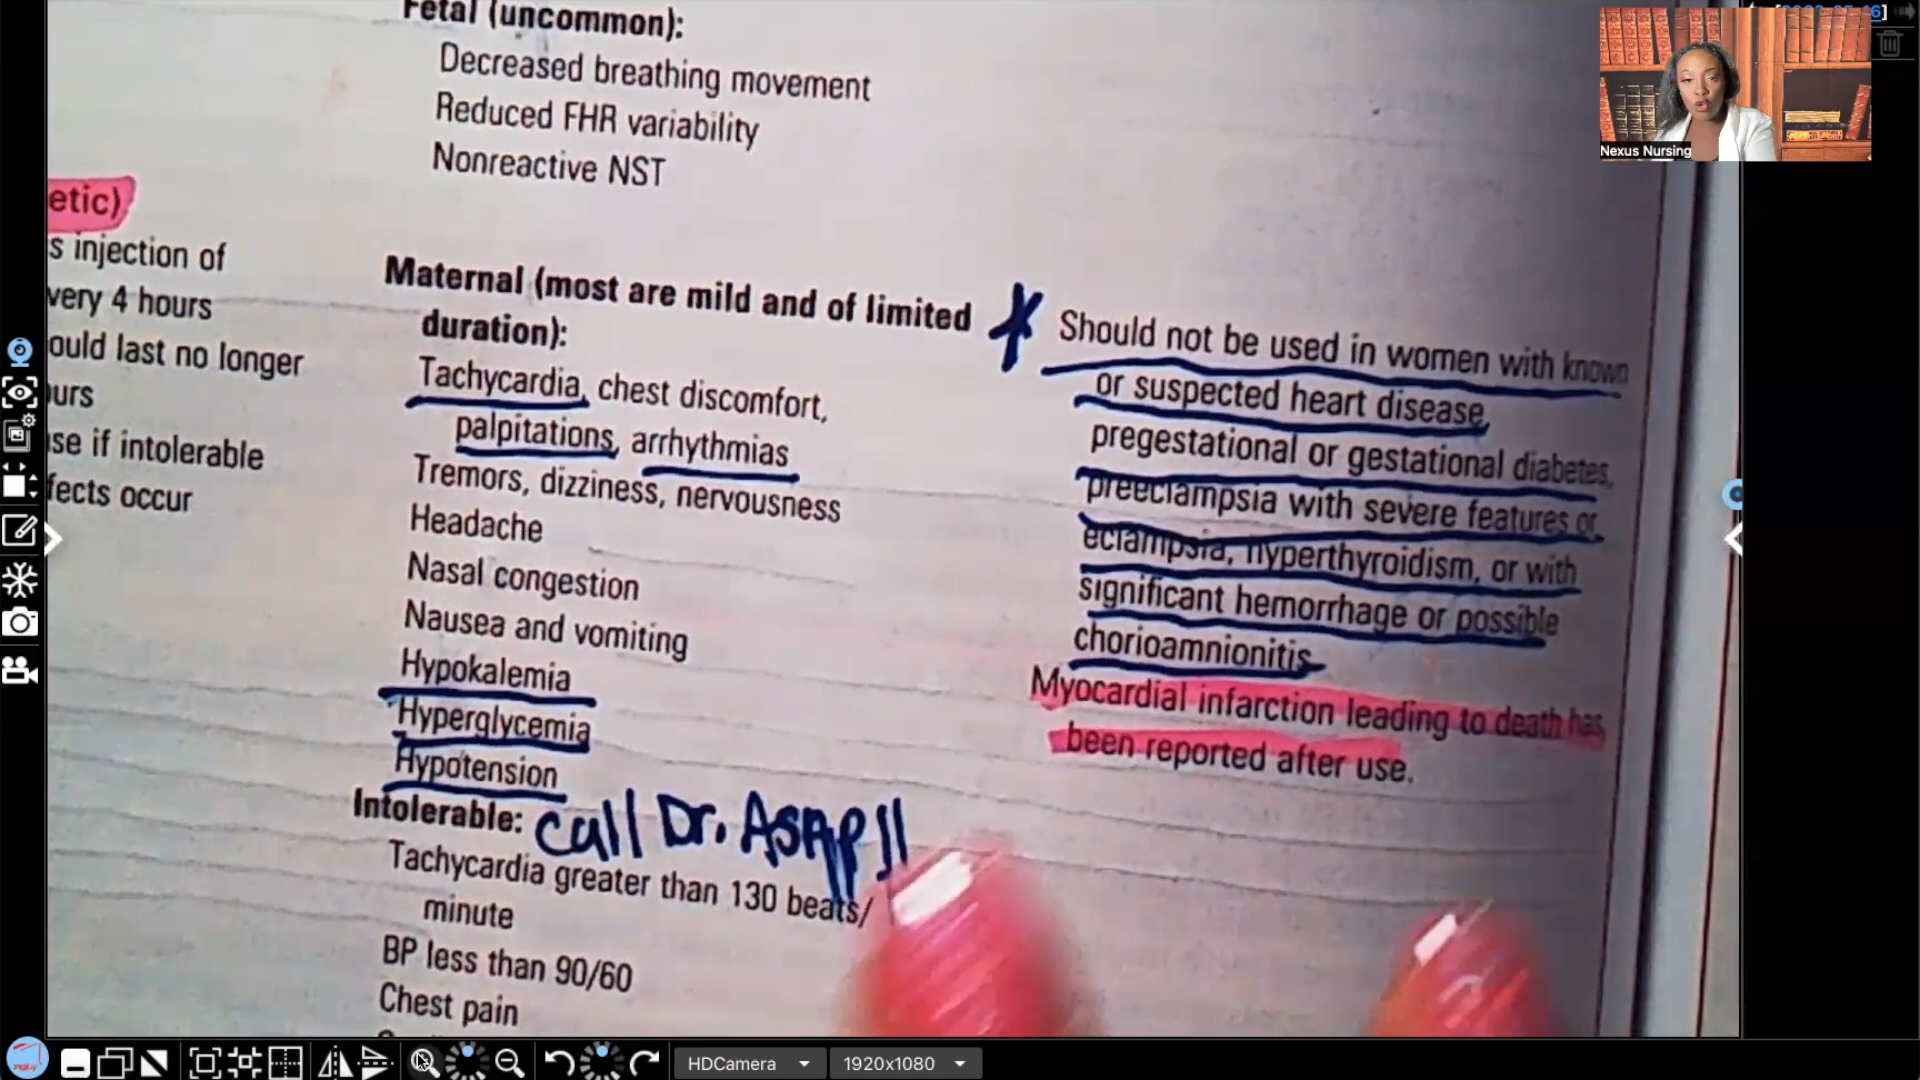 Fetal (uncommon):
Decreased breathing movement
Reduced FHR variability
Nonreactive NST
etic)
s injection of
very 4 hours
ould last no longer
ours
se if intolerable
fects occur
Maternal (most are mild and of limited
duration):
Tachycardia, chest discomfort,
palpitations, arrhythmias
Tremors, dizziness, nervousness
Headache
Nasal congestion
Nausea and vomiting
Hypokalemia
Hyperglycemia
Hypotension
Intolerable: Call Dr. ASAP!!
Tachycardia greater than 130 beats/
minute
BP less than 90/60
Chest pain
* Should not be used in women with known
or suspected heart disease,
pregestational or gestational diabetes,
preeclampsia with severe features or
eclampsia, hyperthyroidism, or with
significant hemorrhage or possible
chorioamnionitis
Myocardial infarction leading to death has
been reported after use.
Nexus Nursing
HDCamera
1920x1080